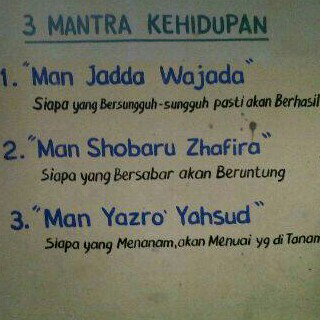 3 MANTRA KEHIDUPAN
1. "Man Jadda Wajada"
Siapa yang Bersungguh-sungguh pasti akan Berhasil
2. "Man Shobaru Zhafira"
Siapa yang Bersabar akan Beruntung
3. "Man Yazro' Yahsud"
Siapa yang Menanam, akan Menuai yg di Tanam